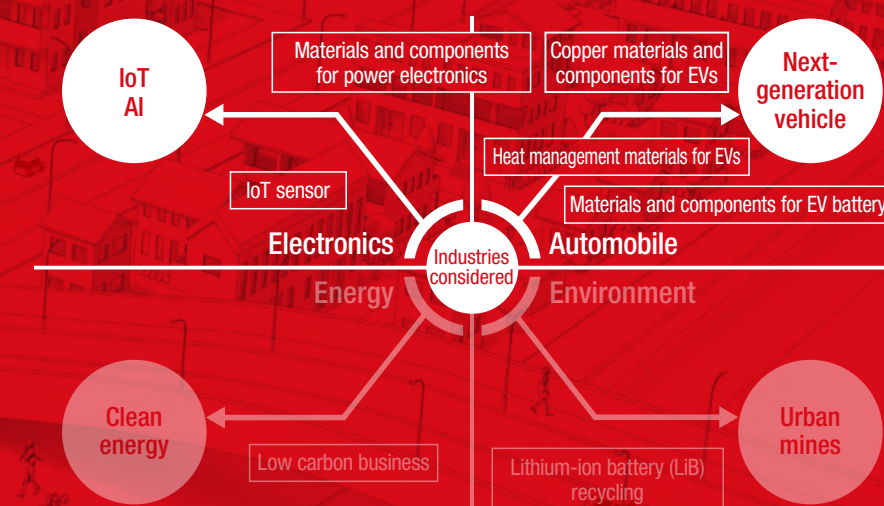 IoT
AI
Materials and components
for power electronics
Copper materials and
components for EVs
Next-
generation
vehicle
Heat management materials for EVs
IoT sensor
Materials and components for EV battery
Electronics
Automobile
Industries
considered
Energy
Environment
Clean
energy
Low carbon business
Lithium-ion battery (LiB)
recycling
Urban
mines